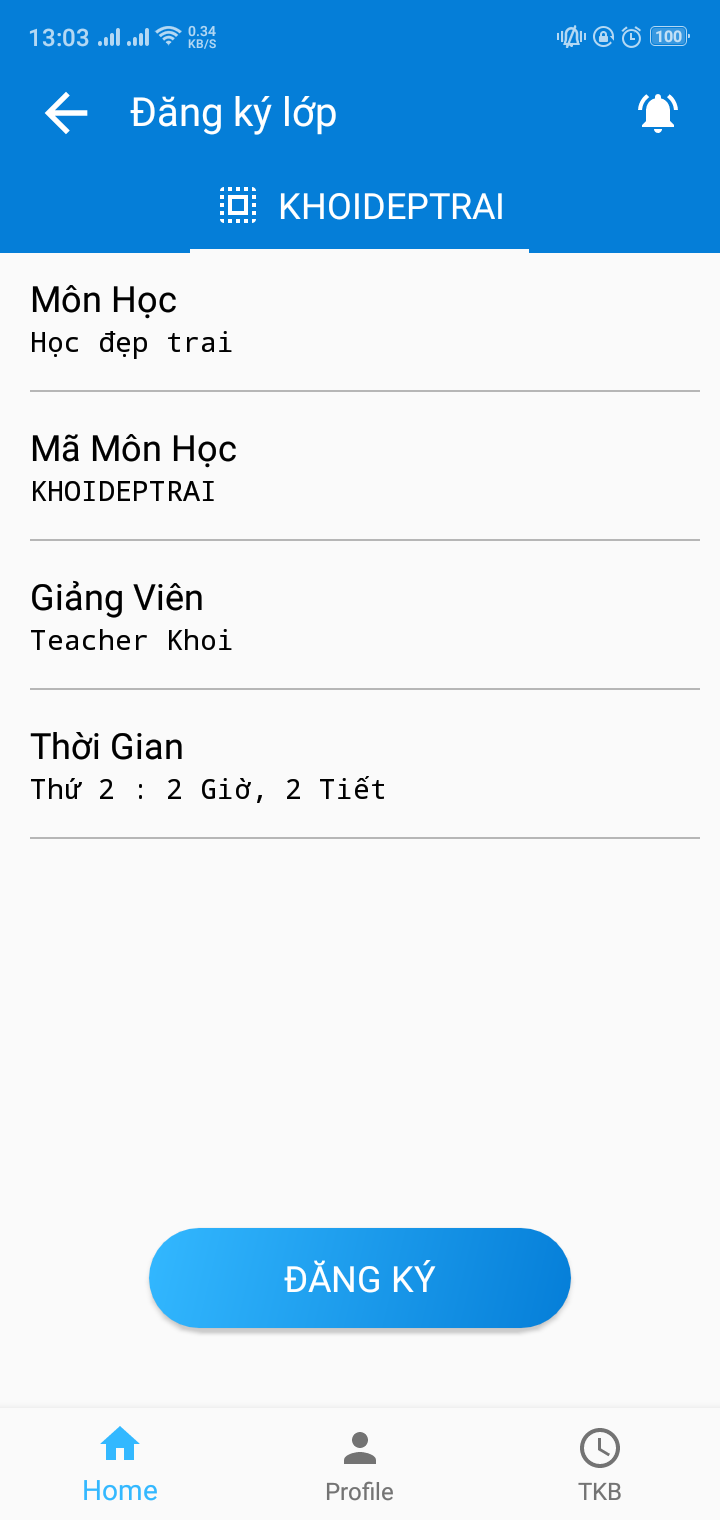 13:03 0.34 KB/S 100
Đăng ký lớp
KHOIDEPTRAI
Môn Học
Học đẹp trai
Mã Môn Học
KHOIDEPTRAI
Giảng Viên
Teacher Khoi
Thời Gian
Thứ 2 : 2 Giờ, 2 Tiết
ĐĂNG KÝ
Home Profile TKB